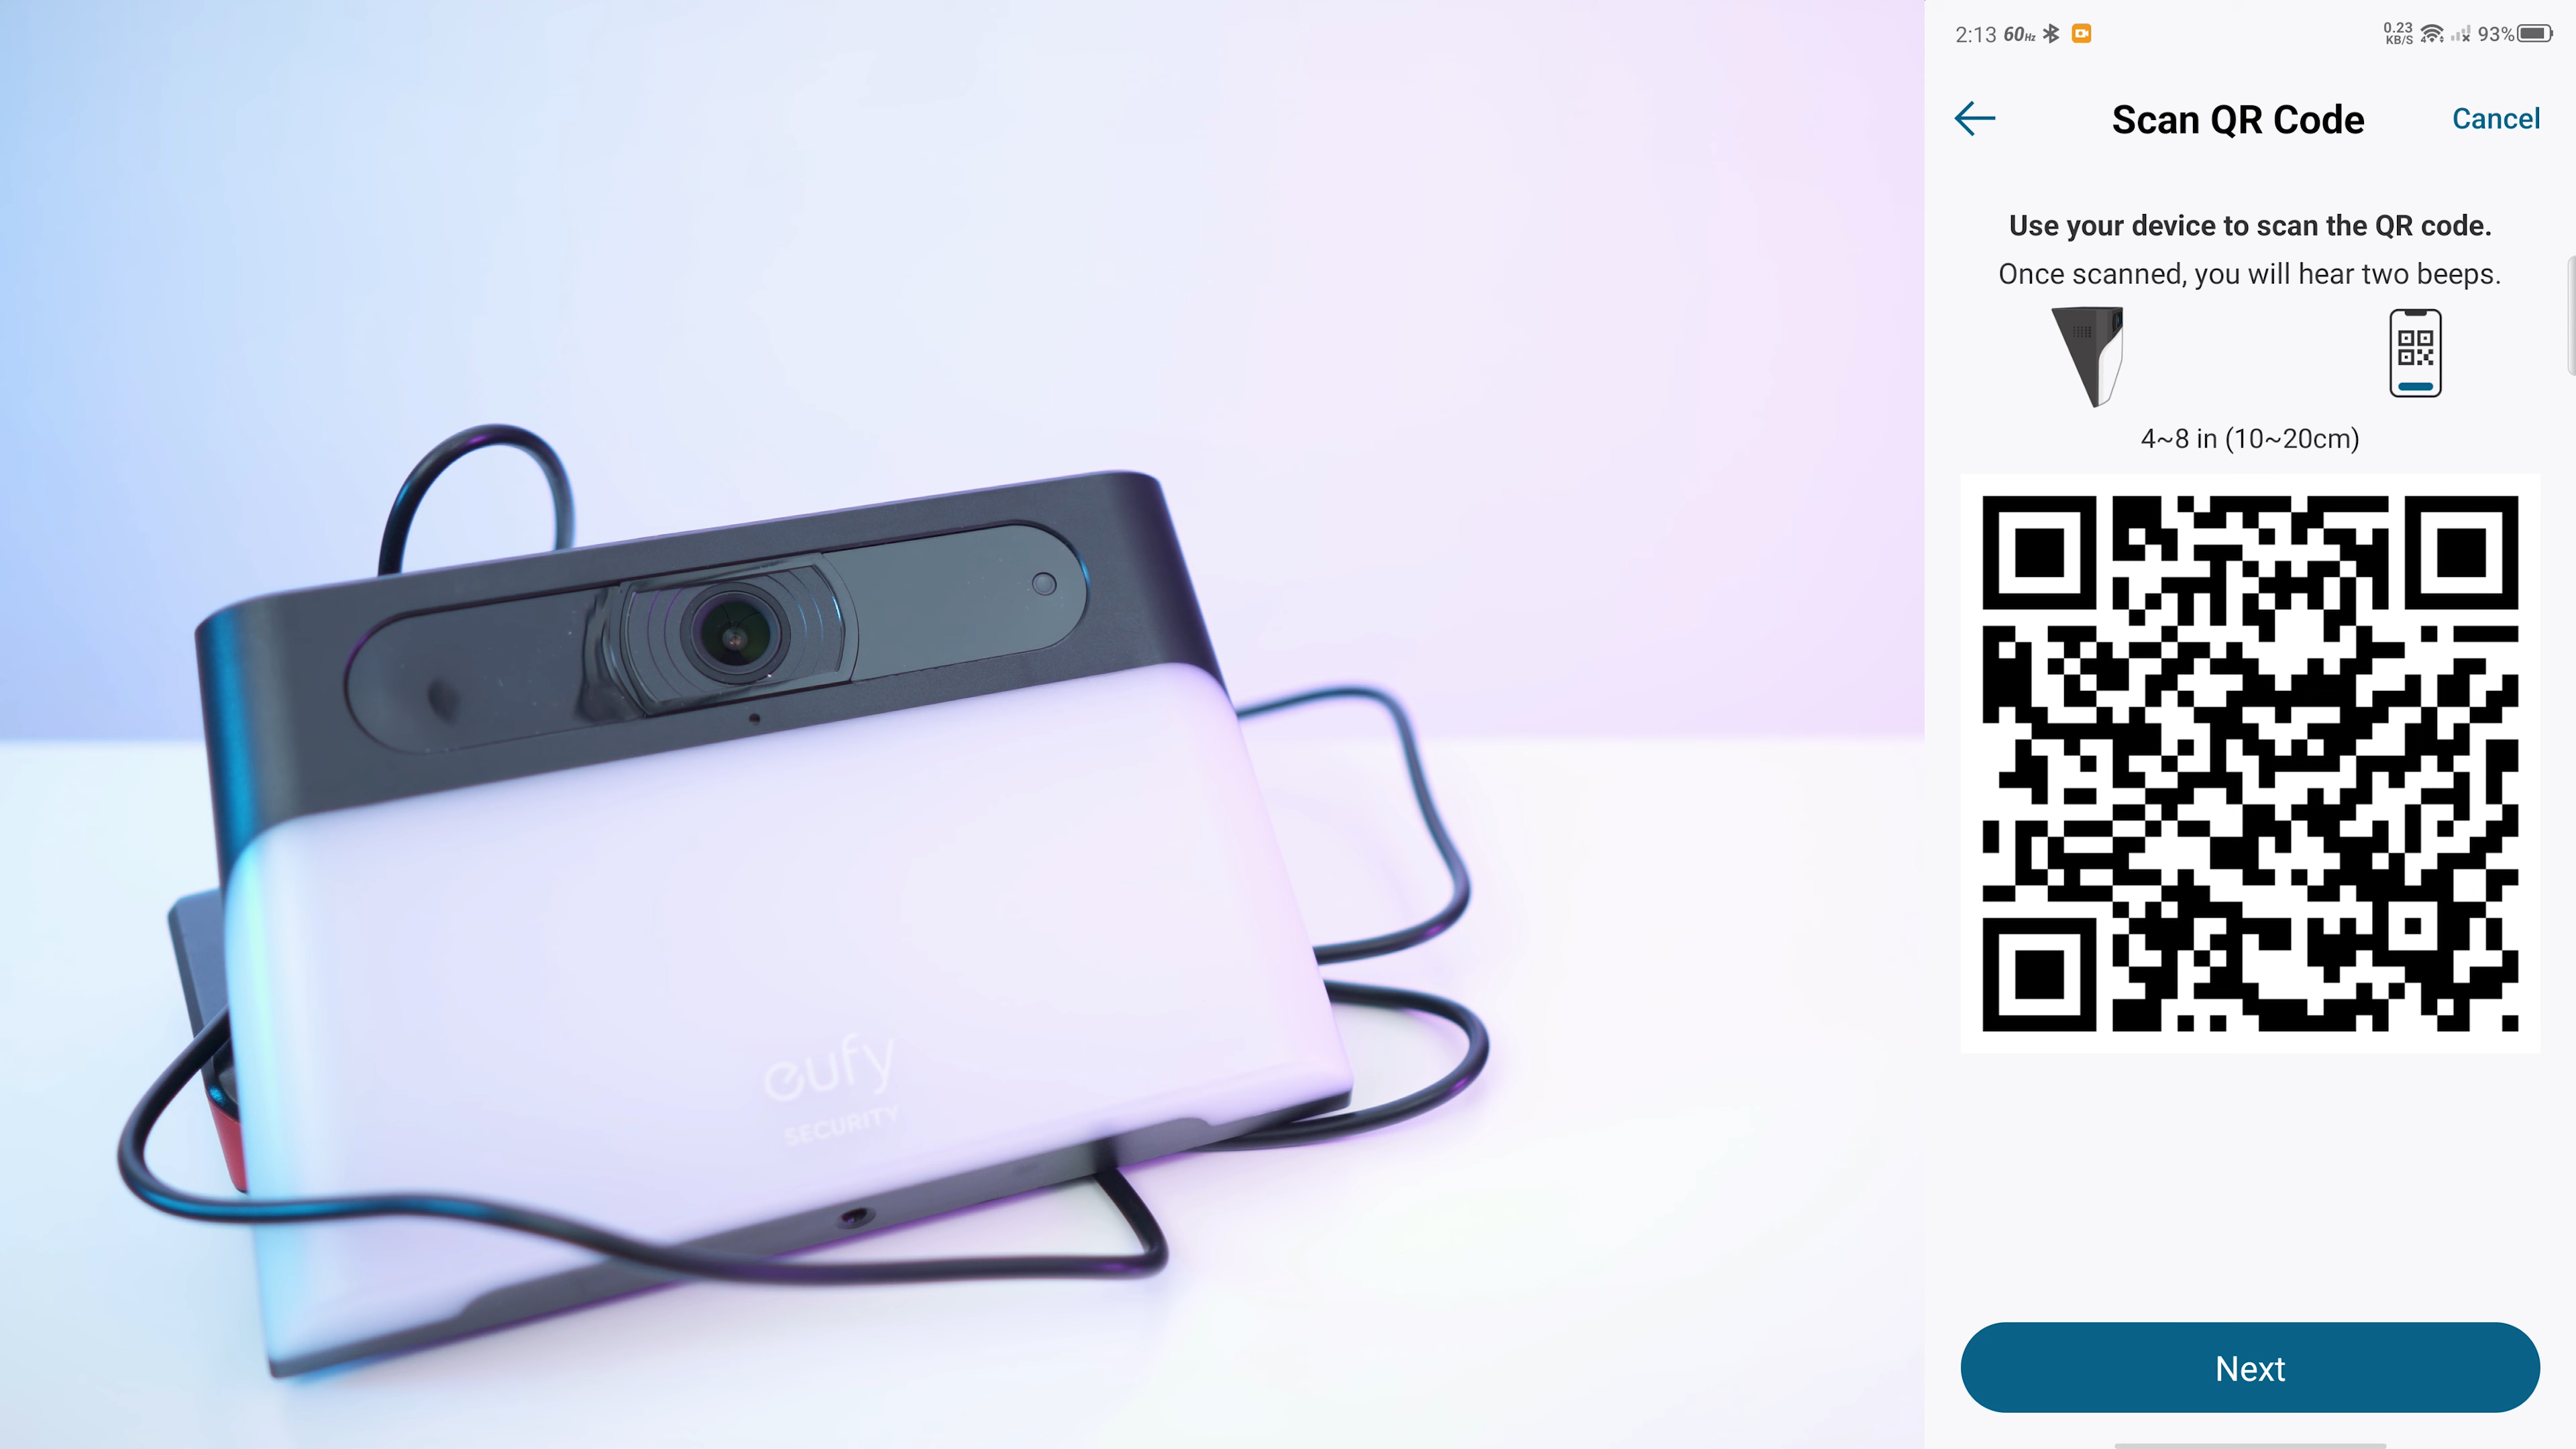 eufy
SECURITY
2:13 60Hz
0.23 KB/S 4 93%
Scan QR Code
Cancel
Use your device to scan the QR code.
Once scanned, you will hear two beeps.
4~8 in (10~20cm)
Next